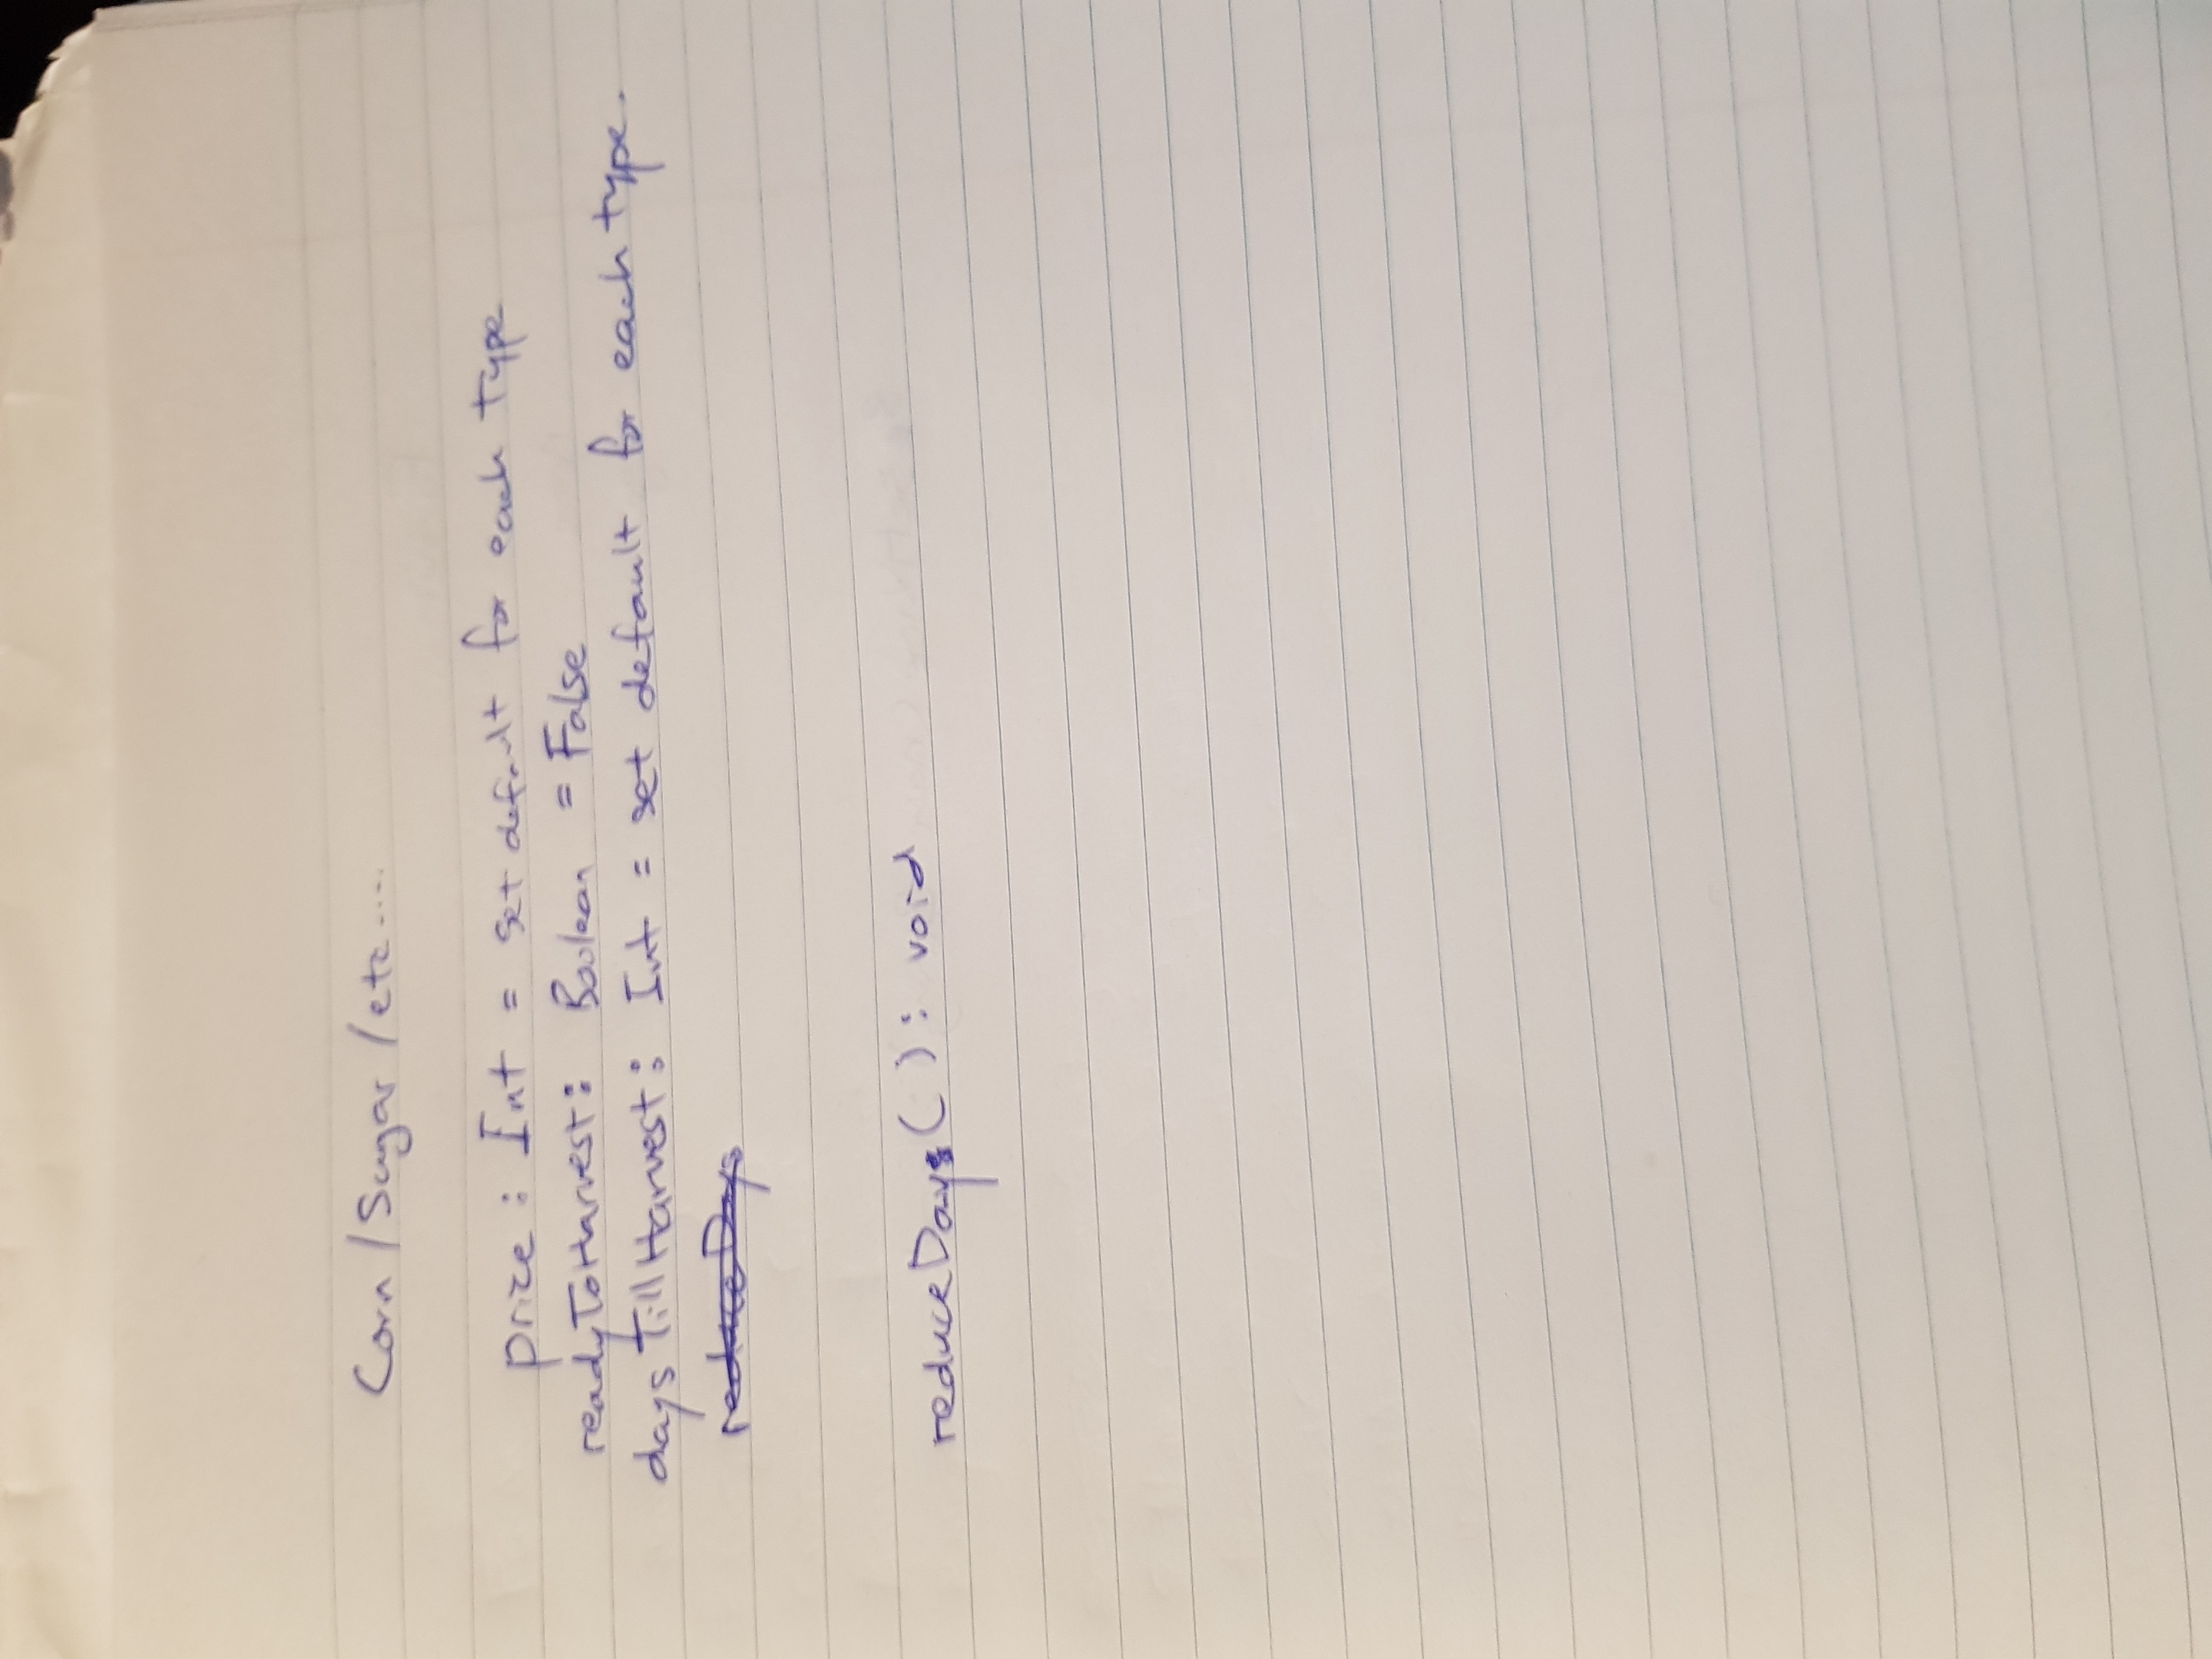 Corn / Sugar / etc....
price : Int = set default for each type
readyToHarvest: Boolean = False
daysTillHarvest: Int = set default for each type.
reduceDays
reduceDays( ): void